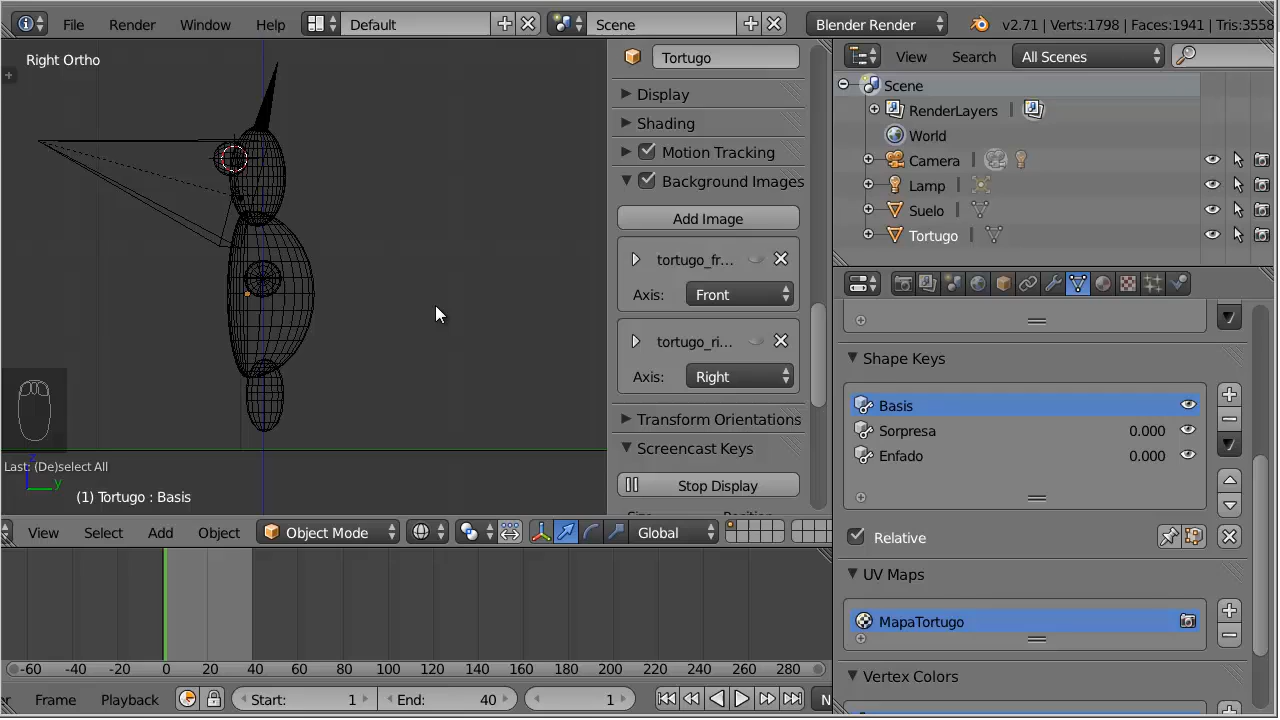 File Render Window Help Default Scene Blender Render v2.71 | Verts:1798 | Faces:1941 | Tris:3558
Right Ortho
Tortugo
Display
Shading
Motion Tracking
Background Images
Add Image
tortugo_fr...
Axis: Front
tortugo_ri...
Axis: Right
Transform Orientations
Screencast Keys
Stop Display
View Search All Scenes
Scene
RenderLayers
World
Camera
Lamp
Suelo
Tortugo
Shape Keys
Basis
Sorpresa 0.000
Enfado 0.000
Relative
UV Maps
MapaTortugo
Vertex Colors
Last: (De)select All
z
y
(1) Tortugo : Basis
View Select Add Object Object Mode Global
-60 -40 -20 0 20 40 60 80 100 120 140 160 180 200 220 240 260 280
Frame Playback Start: 1 End: 40 1 N